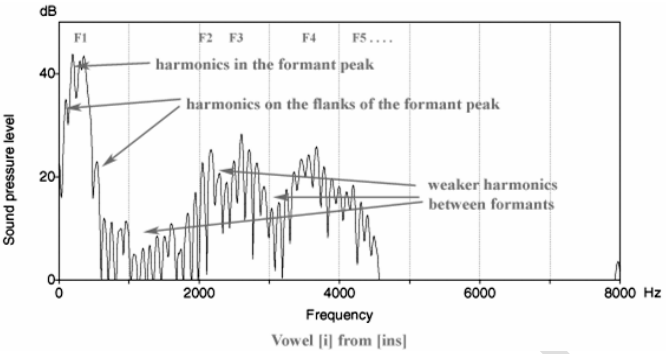 dB
F1 F2 F3 F4 F5 . . . .
40
harmonics in the formant peak
harmonics on the flanks of the formant peak
Sound pressure level
20
weaker harmonics
between formants
0
0 2000 4000 6000 8000 Hz
Frequency
Vowel [i] from [ins]